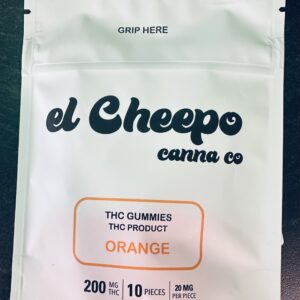 GRIP HERE
el Cheepo
canna co
THC GUMMIES
THC PRODUCT
ORANGE
200 MG THC | 10 PIECES | 20 MG PER PIECE